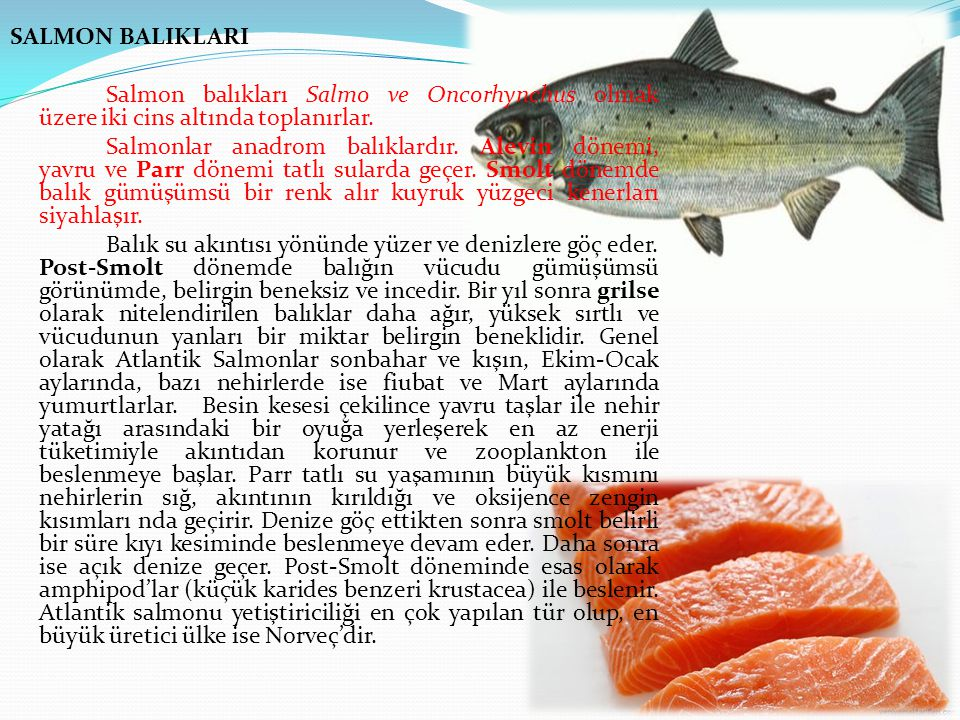 SALMON BALIKLARI
Salmon balıkları Salmo ve Oncorhynchus olmak
üzere iki cins altında toplanırlar.
Salmonlar anadrom balıklardır. Alevin dönemi,
yavru ve Parr dönemi tatlı sularda geçer. Smolt dönemde
balık gümüşümsü bir renk alır kuyruk yüzgeci kenerları
siyahlaşır.
Balık su akıntısı yönünde yüzer ve denizlere göç eder.
Post-Smolt dönemde balığın vücudu gümüşümsü
görünümde, belirgin beneksiz ve incedir. Bir yıl sonra grilse
olarak nitelendirilen balıklar daha ağır, yüksek sırtlı ve
vücudunun yanları bir miktar belirgin beneklidir. Genel
olarak Atlantik Salmonlar sonbahar ve kışın, Ekim-Ocak
aylarında, bazı nehirlerde ise fiubat ve Mart aylarında
yumurtlarlar. Besin kesesi çekilince yavru taşlar ile nehir
yatağı arasındaki bir oyuğa yerleşerek en az enerji
tüketimiyle akıntıdan korunur ve zooplankton ile
beslenmeye başlar. Parr tatlı su yaşamının büyük kısmını
nehirlerin sığ, akıntının kırıldığı ve oksijence zengin
kısımları nda geçirir. Denize göç ettikten sonra smolt belirli
bir süre kıyı kesiminde beslenmeye devam eder. Daha sonra
ise açık denize geçer. Post-Smolt döneminde esas olarak
amphipod’lar (küçük karides benzeri krustacea) ile beslenir.
Atlantik salmonu yetiştiriciliği en çok yapılan tür olup, en
büyük üretici ülke ise Norveç’dir.